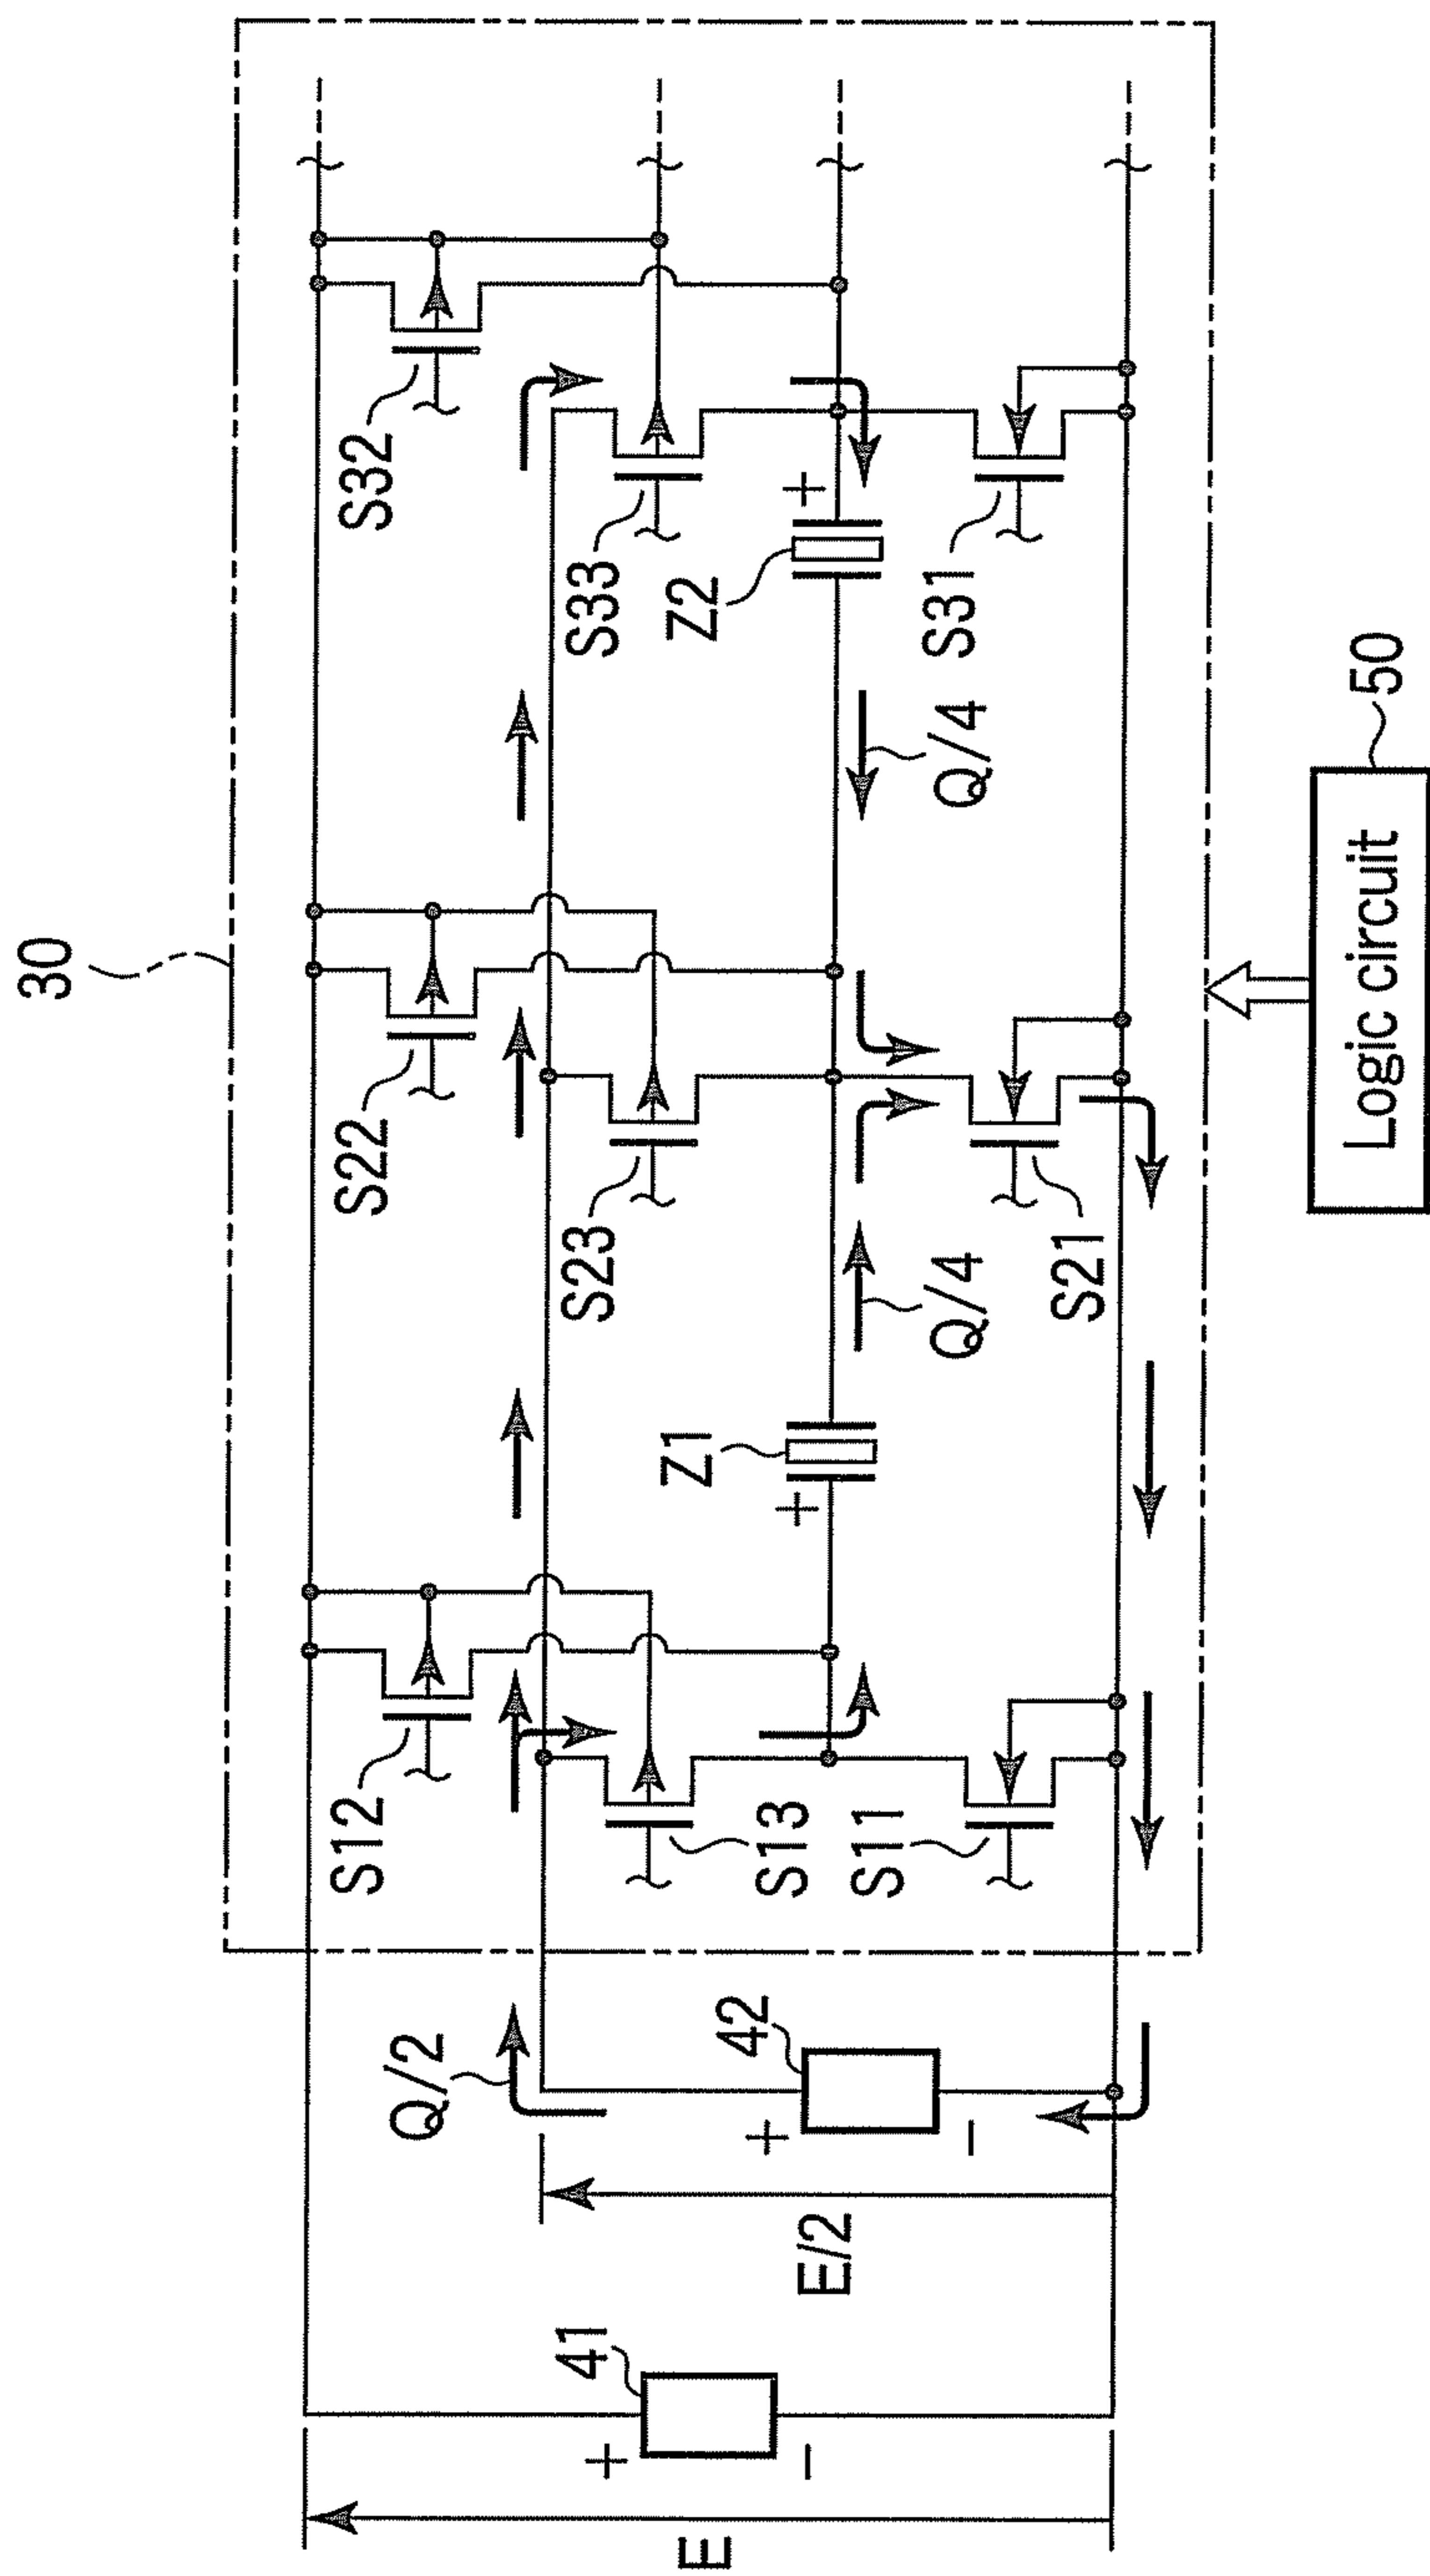 30
S12
S22
S32
Q/2
S13
S23
S33
41
+
−
42
+
−
Z1
+
Z2
+
E
E/2
S11
Q/4
S21
Q/4
S31
Logic circuit
50